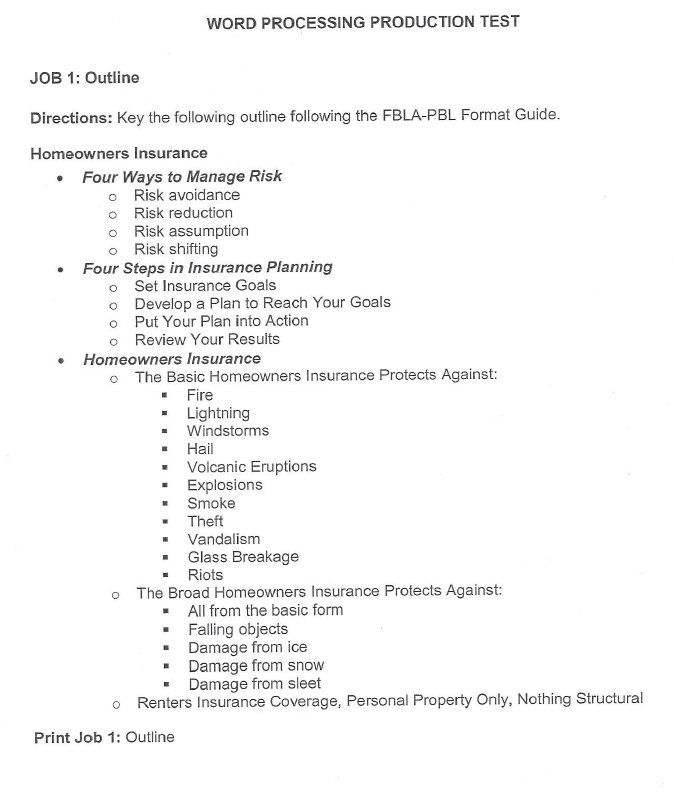 WORD PROCESSING PRODUCTION TEST
JOB 1: Outline
Directions: Key the following outline following the FBLA-PBL Format Guide.
Homeowners Insurance
• Four Ways to Manage Risk
o Risk avoidance
o Risk reduction
o Risk assumption
o Risk shifting
• Four Steps in Insurance Planning
o Set Insurance Goals
o Develop a Plan to Reach Your Goals
o Put Your Plan into Action
o Review Your Results
• Homeowners Insurance
o The Basic Homeowners Insurance Protects Against:
▪ Fire
▪ Lightning
▪ Windstorms
▪ Hail
▪ Volcanic Eruptions
▪ Explosions
▪ Smoke
▪ Theft
▪ Vandalism
▪ Glass Breakage
▪ Riots
o The Broad Homeowners Insurance Protects Against:
▪ All from the basic form
▪ Falling objects
▪ Damage from ice
▪ Damage from snow
▪ Damage from sleet
o Renters Insurance Coverage, Personal Property Only, Nothing Structural
Print Job 1: Outline